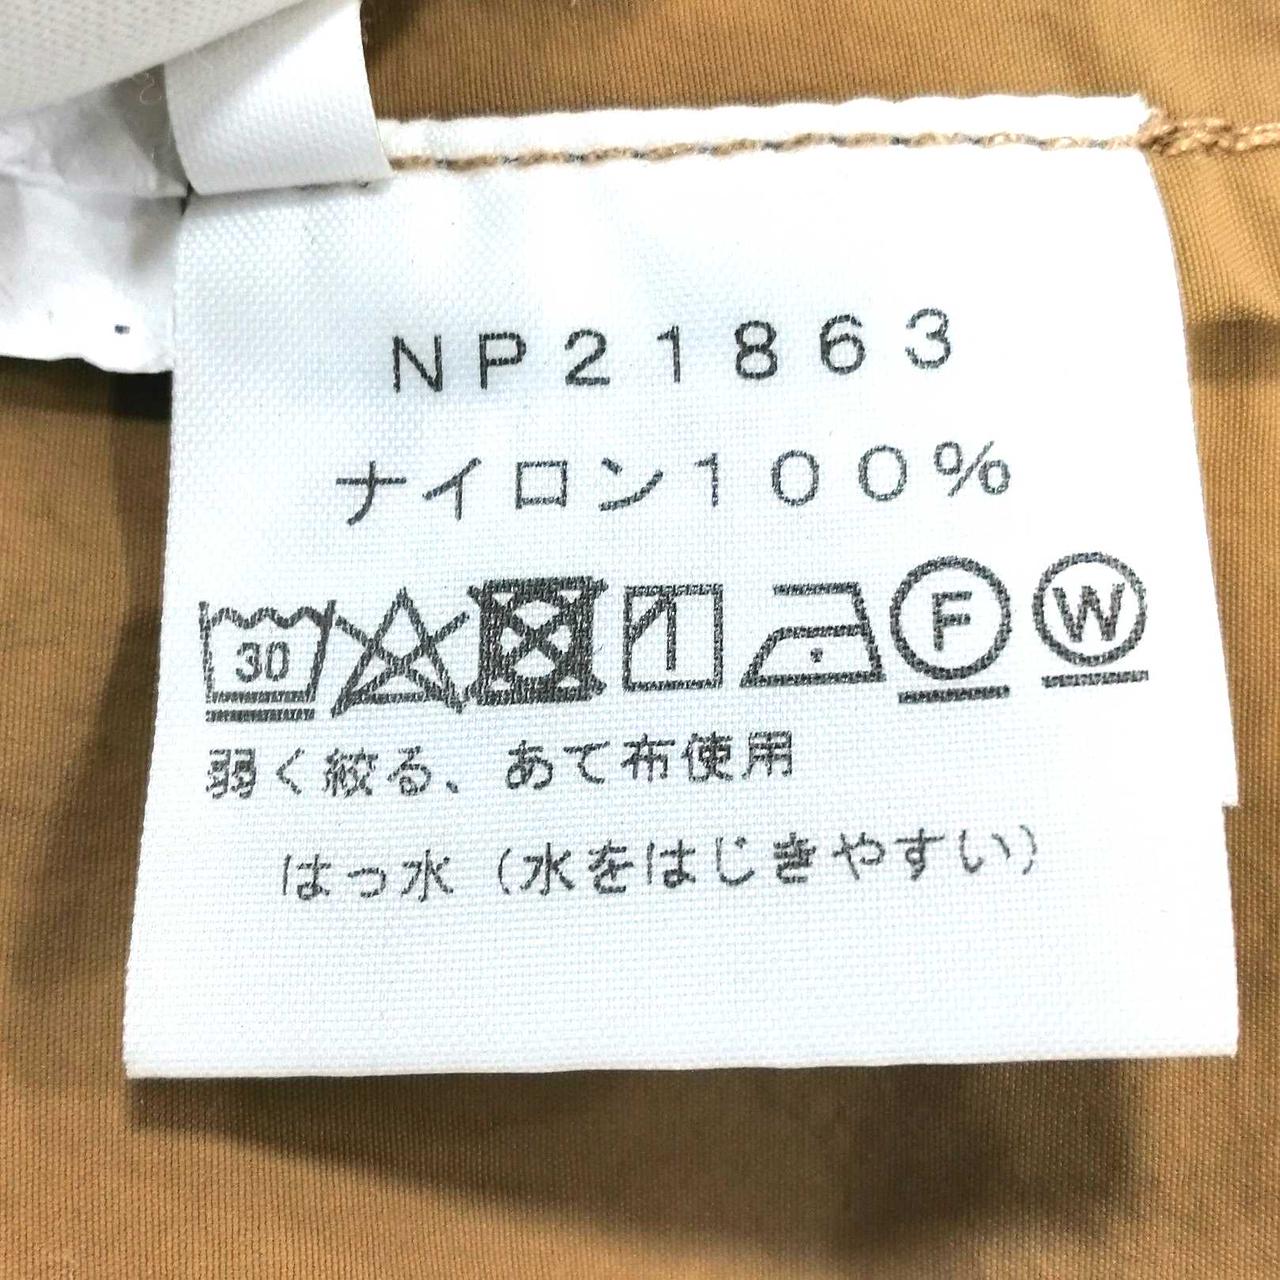 NP21863
ナイロン100%
30 F W
弱く絞る、あて布使用
はっ水(水をはじきやすい)